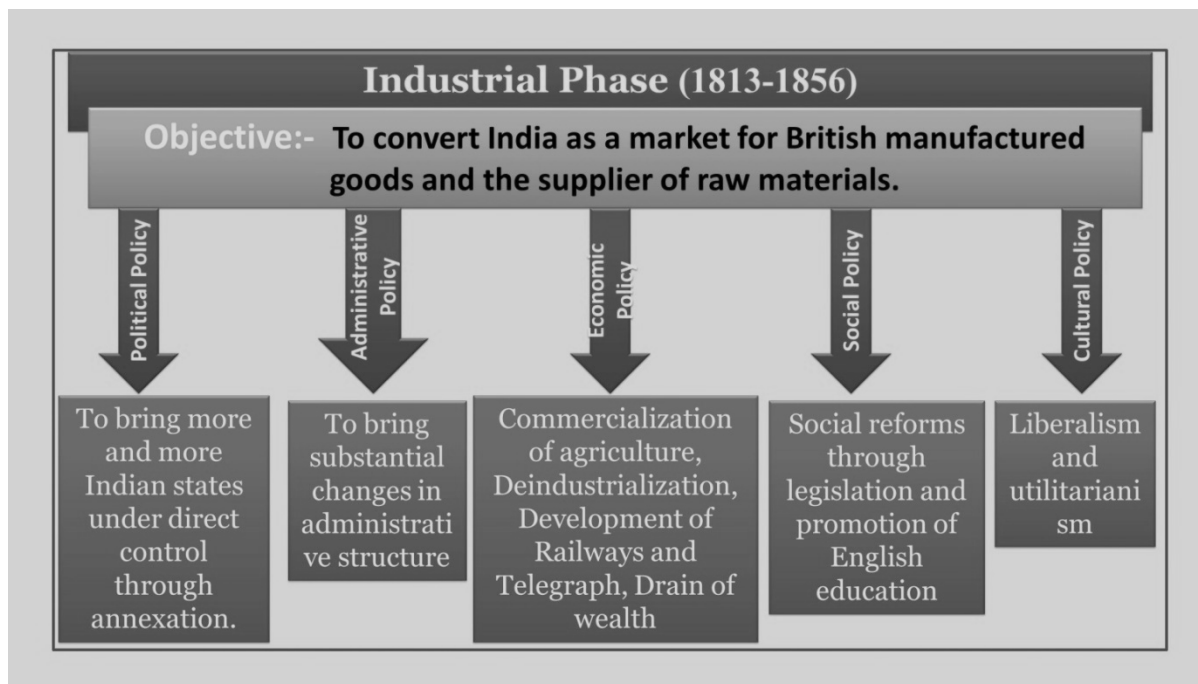 Industrial Phase (1813-1856)
Objective:- To convert India as a market for British manufactured
goods and the supplier of raw materials.
Political Policy
Administrative
Policy
Economic
Policy
Social Policy
Cultural Policy
To bring more
and more
Indian states
under direct
control
through
annexation.
To bring
substantial
changes in
administrati
ve structure
Commercialization
of agriculture,
Deindustrialization,
Development of
Railways and
Telegraph, Drain of
wealth
Social reforms
through
legislation and
promotion of
English
education
Liberalism
and
utilitariani
sm